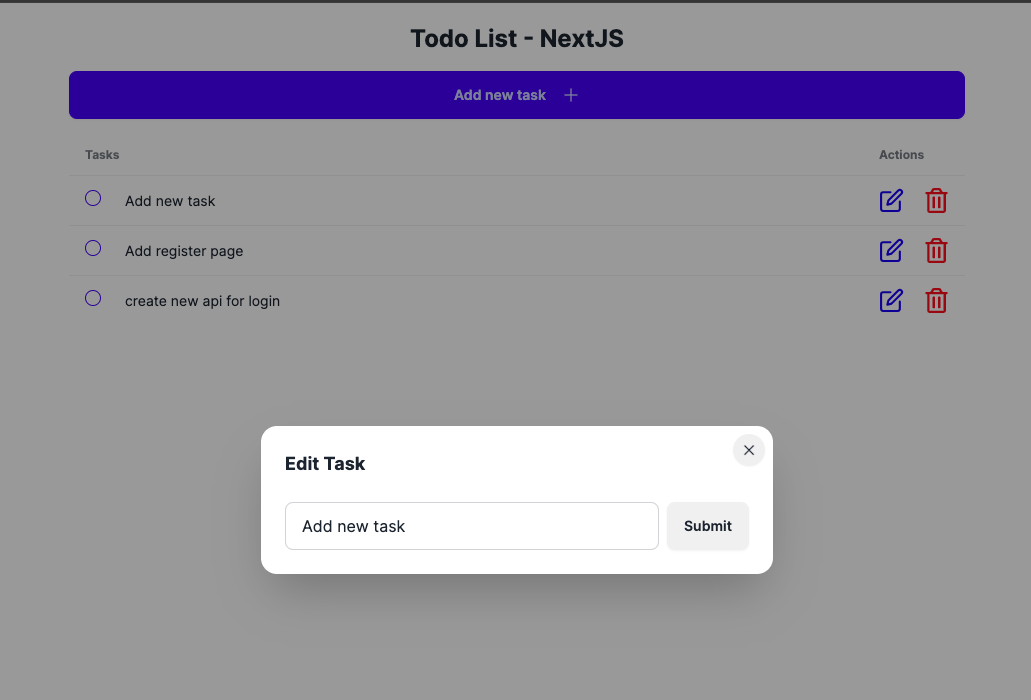 Todo List - NextJS
Add new task
Tasks Actions
Add new task
Add register page
create new api for login
Edit Task
Add new task Submit